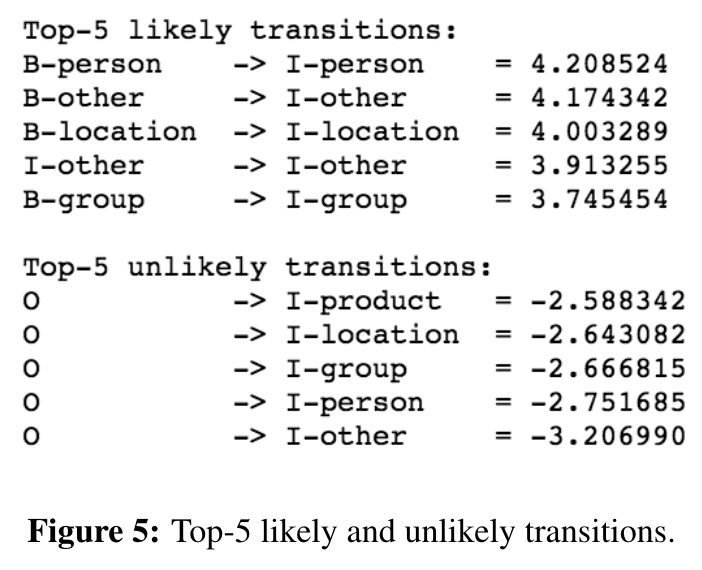 Top-5 likely transitions:
B-person -> I-person = 4.208524
B-other -> I-other = 4.174342
B-location -> I-location = 4.003289
I-other -> I-other = 3.913255
B-group -> I-group = 3.745454
Top-5 unlikely transitions:
O -> I-product = -2.588342
O -> I-location = -2.643082
O -> I-group = -2.666815
O -> I-person = -2.751685
O -> I-other = -3.206990
Figure 5: Top-5 likely and unlikely transitions.